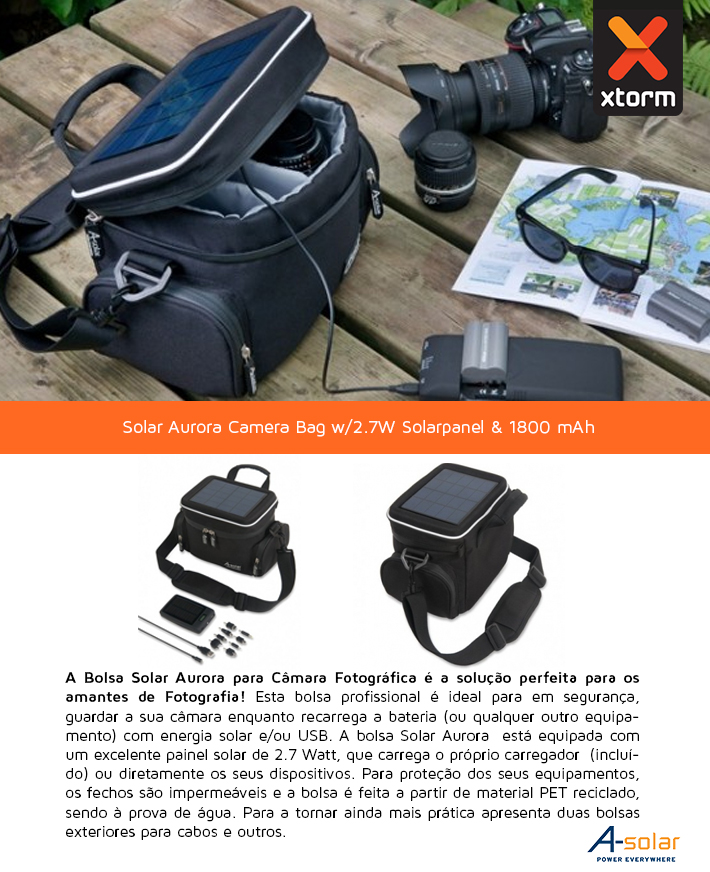 xtorm
Solar Aurora Camera Bag w/2.7W Solarpanel & 1800 mAh
A Bolsa Solar Aurora para Câmara Fotográfica é a solução perfeita para os
amantes de Fotografia! Esta bolsa profissional é ideal para em segurança,
guardar a sua câmara enquanto recarrega a bateria (ou qualquer outro equipa-
mento) com energia solar e/ou USB. A bolsa Solar Aurora está equipada com
um excelente painel solar de 2.7 Watt, que carrega o próprio carregador (incluí-
do) ou diretamente os seus dispositivos. Para proteção dos seus equipamentos,
os fechos são impermeáveis e a bolsa é feita a partir de material PET reciclado,
sendo à prova de água. Para a tornar ainda mais prática apresenta duas bolsas
exteriores para cabos e outros.
A-solar
POWER EVERYWHERE